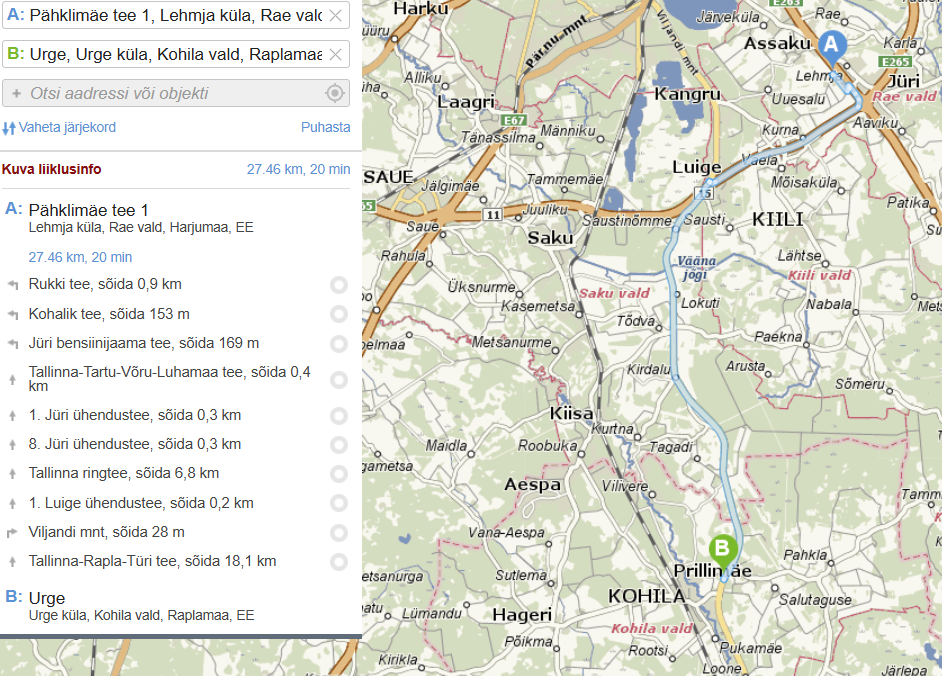 A: Pähklimäe tee 1, Lehmja küla, Rae vald
B: Urge, Urge küla, Kohila vald, Raplamaa
+ Otsi aadressi või objekti
Vaheta järjekord Puhasta
Kuva liiklusinfo 27.46 km, 20 min
A: Pähklimäe tee 1
Lehmja küla, Rae vald, Harjumaa, EE
27.46 km, 20 min
Rukki tee, sõida 0,9 km
Kohalik tee, sõida 153 m
Jüri bensiinijaama tee, sõida 169 m
Tallinna-Tartu-Võru-Luhamaa tee, sõida 0,4
km
1. Jüri ühendustee, sõida 0,3 km
8. Jüri ühendustee, sõida 0,3 km
Tallinna ringtee, sõida 6,8 km
1. Luige ühendustee, sõida 0,2 km
Viljandi mnt, sõida 28 m
Tallinna-Rapla-Türi tee, sõida 18,1 km
B: Urge
Urge küla, Kohila vald, Raplamaa, EE
Harku
Järveküla
E263
Rae
Pärnu mnt
Viljandi mnt
Assaku
A
Karla
E265
Alliku
Lehmja
Jüri
Laagri
Kangru
Uuesalu
Rae vald
E67
Tänassilma
Männiku
Kurna
Aaviku
Vaela
SAUE
Jälgimäe
Tammemäe
Luige
15
Mõisaküla
11
Juuliku
Saustinõmme
Sausti
KIILI
Patika
Saue
Saku
Rahula
Vääna
jõgi
Lähtse
Kiili vald
Üksnurme
Saku vald
Lokuti
Nabala
Kasemetsa
Tõdva
Paekna
Metsanurme
Kirdalu
Arusta
Sõmeru
Kiisa
Kurtna
Maidla
Roobuka
Tagadi
Aespa
Vilivere
Vana-Aespa
B
Pahkla
Sutlema
Prillimäe
KOHILA
Salutaguse
Lümandu
Hageri
Kohila vald
Põikma
Pukamäe
Rootsi
Kirikla
Loone
Järlepa